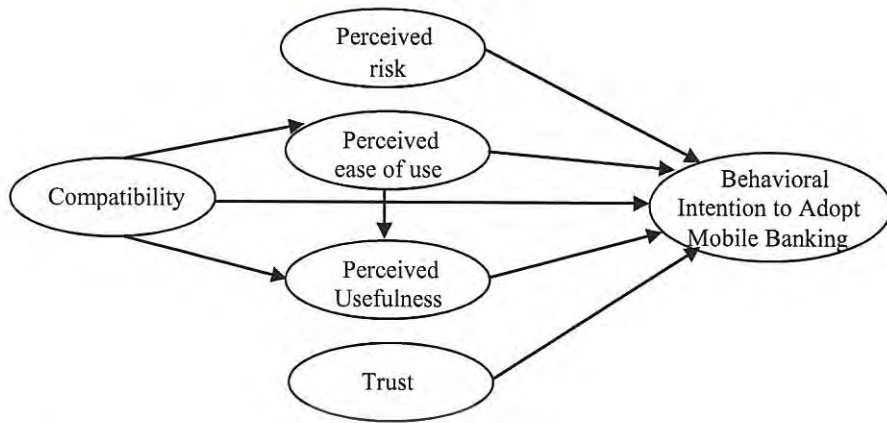 Perceived
risk
Perceived
ease of use
Compatibility
Behavioral
Intention to Adopt
Mobile Banking
Perceived
Usefulness
Trust